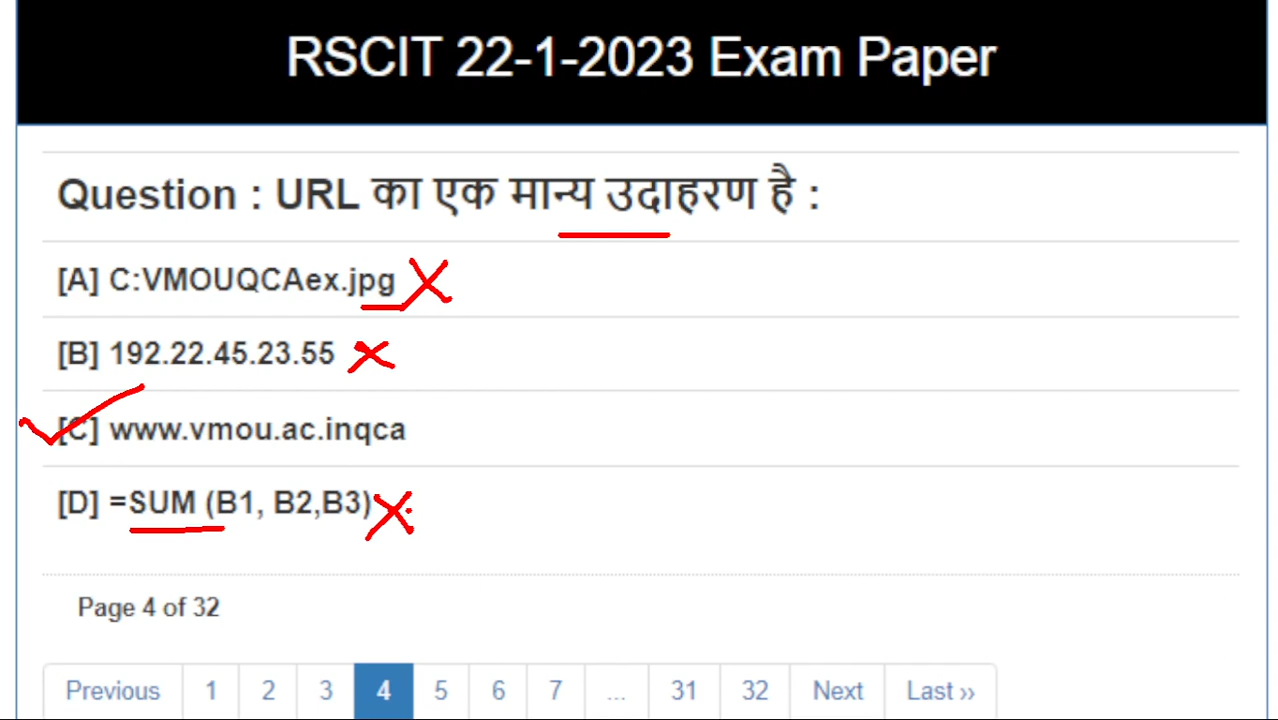 RSCIT 22-1-2023 Exam Paper
Question : URL का एक मान्य उदाहरण है :
[A] C:VMOUQCAex.jpg
[B] 192.22.45.23.55
[C] www.vmou.ac.inqca
[D] =SUM (B1, B2,B3)
Page 4 of 32
Previous 1 2 3 4 5 6 7 ... 31 32 Next Last ››